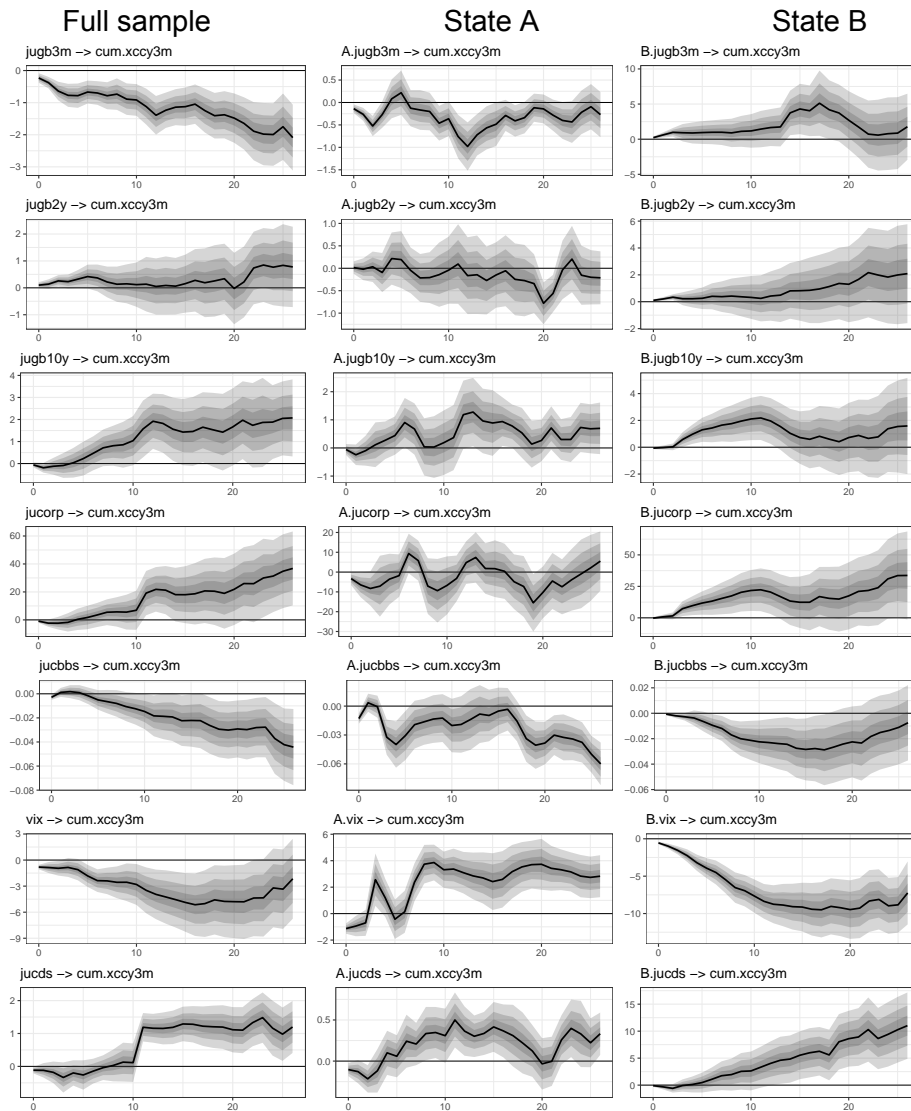 Full sample State A State B
jugb3m −> cum.xccy3m A.jugb3m −> cum.xccy3m B.jugb3m −> cum.xccy3m
0 0.5 10
−1 0.0 5
−2 −0.5 0
−3 −1.0 −5
−1.5
0 10 20 0 10 20 0 10 20
jugb2y −> cum.xccy3m A.jugb2y −> cum.xccy3m B.jugb2y −> cum.xccy3m
2 1.0 6
1 0.5 4
0 0.0 2
−1 −0.5 0
−1.0 −2
0 10 20 0 10 20 0 10 20
jugb10y −> cum.xccy3m A.jugb10y −> cum.xccy3m B.jugb10y −> cum.xccy3m
4 2 4
3 1 2
2 0 0
1 −1 −2
0
0 10 20 0 10 20 0 10 20
jucorp −> cum.xccy3m A.jucorp −> cum.xccy3m B.jucorp −> cum.xccy3m
60 20 50
40 10 25
20 0 0
0 −10
−20
−30
0 10 20 0 10 20 0 10 20
jucbbs −> cum.xccy3m A.jucbbs −> cum.xccy3m B.jucbbs −> cum.xccy3m
0.00 0.00 0.02
−0.02 −0.03 0.00
−0.04 −0.06 −0.02
−0.06 −0.04
−0.08 −0.06
0 10 20 0 10 20 0 10 20
vix −> cum.xccy3m A.vix −> cum.xccy3m B.vix −> cum.xccy3m
3 6 0
0 4 −5
−3 2 −10
−6 0
−9 −2
0 10 20 0 10 20 0 10 20
jucds −> cum.xccy3m A.jucds −> cum.xccy3m B.jucds −> cum.xccy3m
2 0.5 15
1 0.0 10
0 5
0
0 10 20 0 10 20 0 10 20